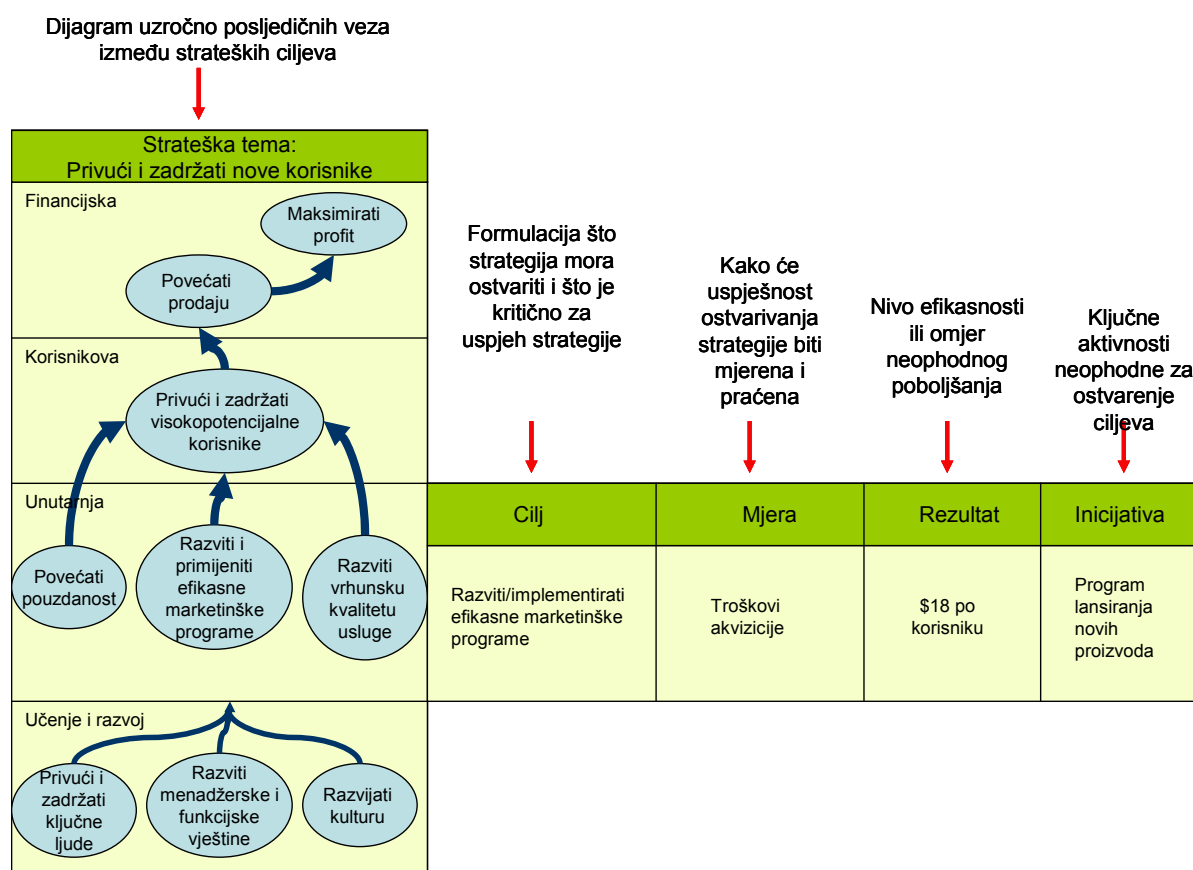 Dijagram uzročno posljedičnih veza
između strateških ciljeva
Strateška tema:
Privući i zadržati nove korisnike
Financijska
Maksimirati
profit
Povećati
prodaju
Korisnikova
Privući i zadržati
visokopotencijalne
korisnike
Unutarnja
Povećati
pouzdanost
Razviti i
primijeniti
efikasne
marketinške
programe
Razviti
vrhunsku
kvalitetu
usluge
Učenje i razvoj
Privući i
zadržati
ključne
ljude
Razviti
menadžerske i
funkcijske
vještine
Razvijati
kulturu
Formulacija što
strategija mora
ostvariti i što je
kritično za
uspjeh strategije
Kako će
uspješnost
ostvarivanja
strategije biti
mjerena i
praćena
Nivo efikasnosti
ili omjer
neophodnog
poboljšanja
Ključne
aktivnosti
neophodne za
ostvarenje
ciljeva
Cilj
Mjera
Rezultat
Inicijativa
Razviti/implementirati
efikasne marketinške
programe
Troškovi
akvizicije
$18 po
korisniku
Program
lansiranja
novih
proizvoda